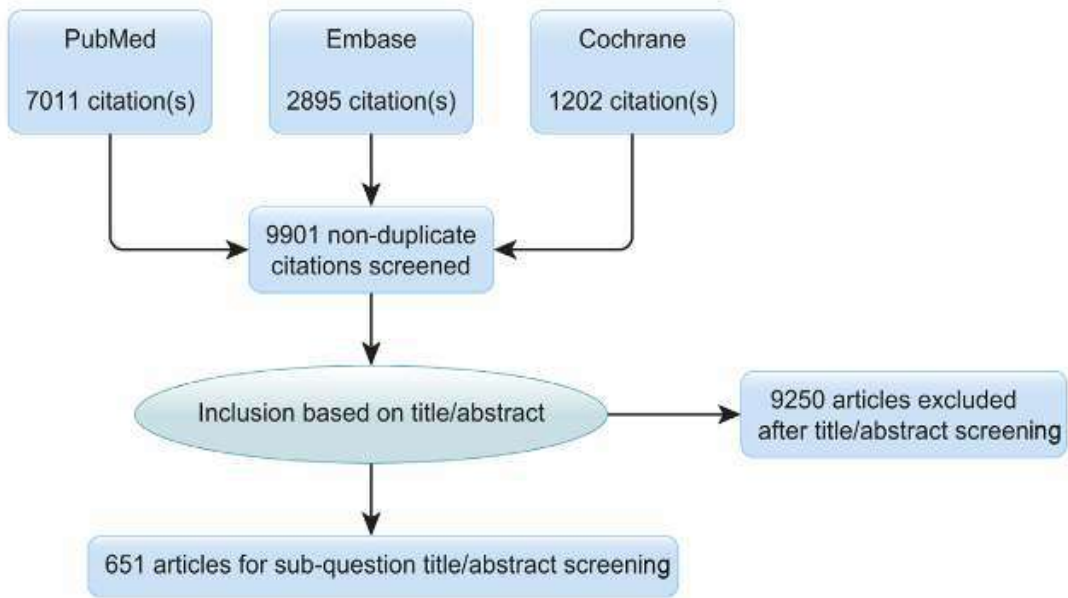 PubMed
7011 citation(s)
Embase
2895 citation(s)
Cochrane
1202 citation(s)
9901 non-duplicate
citations screened
Inclusion based on title/abstract
9250 articles excluded
after title/abstract screening
651 articles for sub-question title/abstract screening